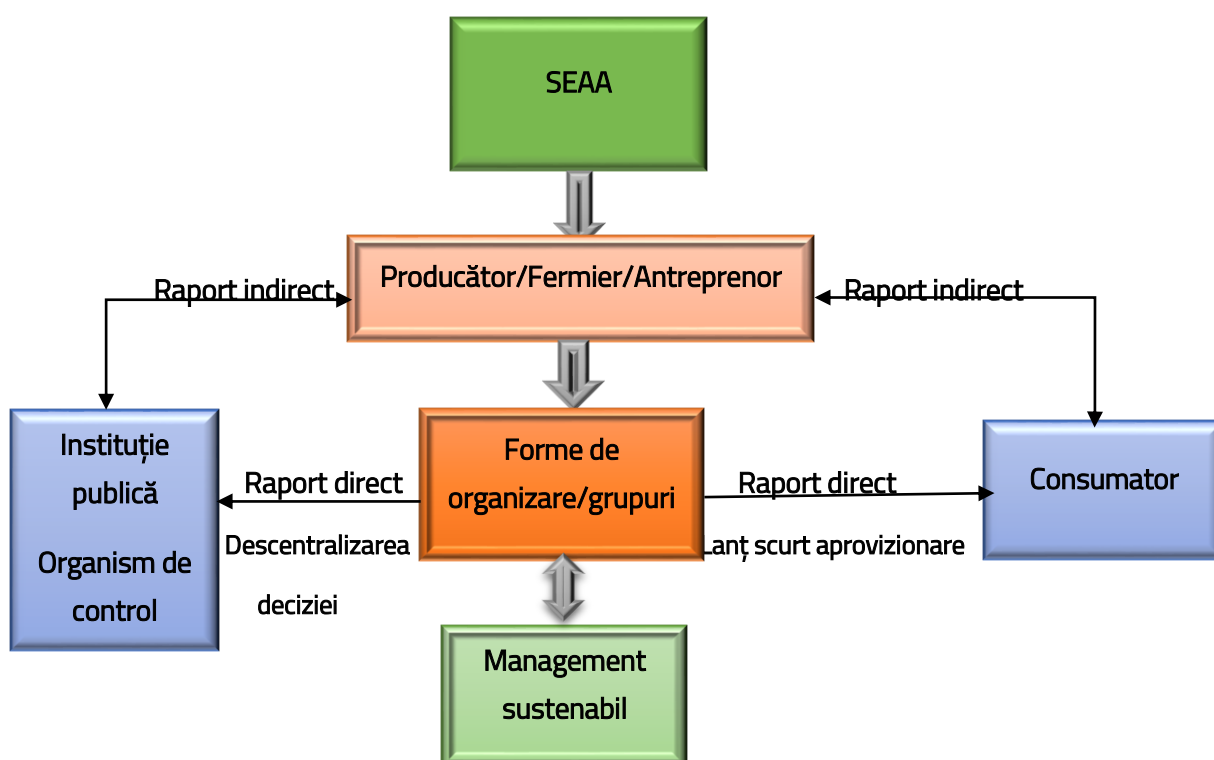 SEAA
Producător/Fermier/Antreprenor
Raport indirect
Raport indirect
Instituție
publică
Organism de
control
Raport direct
Descentralizarea
deciziei
Forme de
organizare/grupuri
Raport direct
Lanț scurt aprovizionare
Consumator
Management
sustenabil